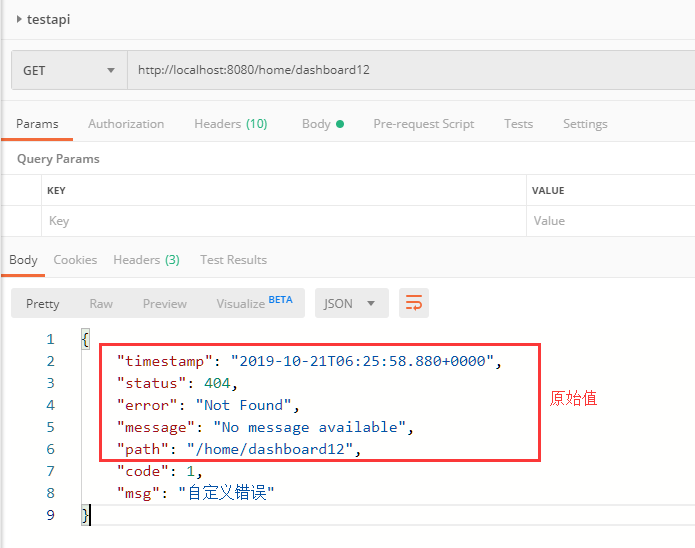 testapi
GET http://localhost:8080/home/dashboard12
Params Authorization Headers (10) Body Pre-request Script Tests Settings
Query Params
KEY VALUE
Key Value
Body Cookies Headers (3) Test Results
Pretty Raw Preview Visualize BETA JSON
1 {
2 "timestamp": "2019-10-21T06:25:58.880+0000",
3 "status": 404,
4 "error": "Not Found",
原始值
5 "message": "No message available",
6 "path": "/home/dashboard12",
7 "code": 1,
8 "msg": "自定义错误"
9 }